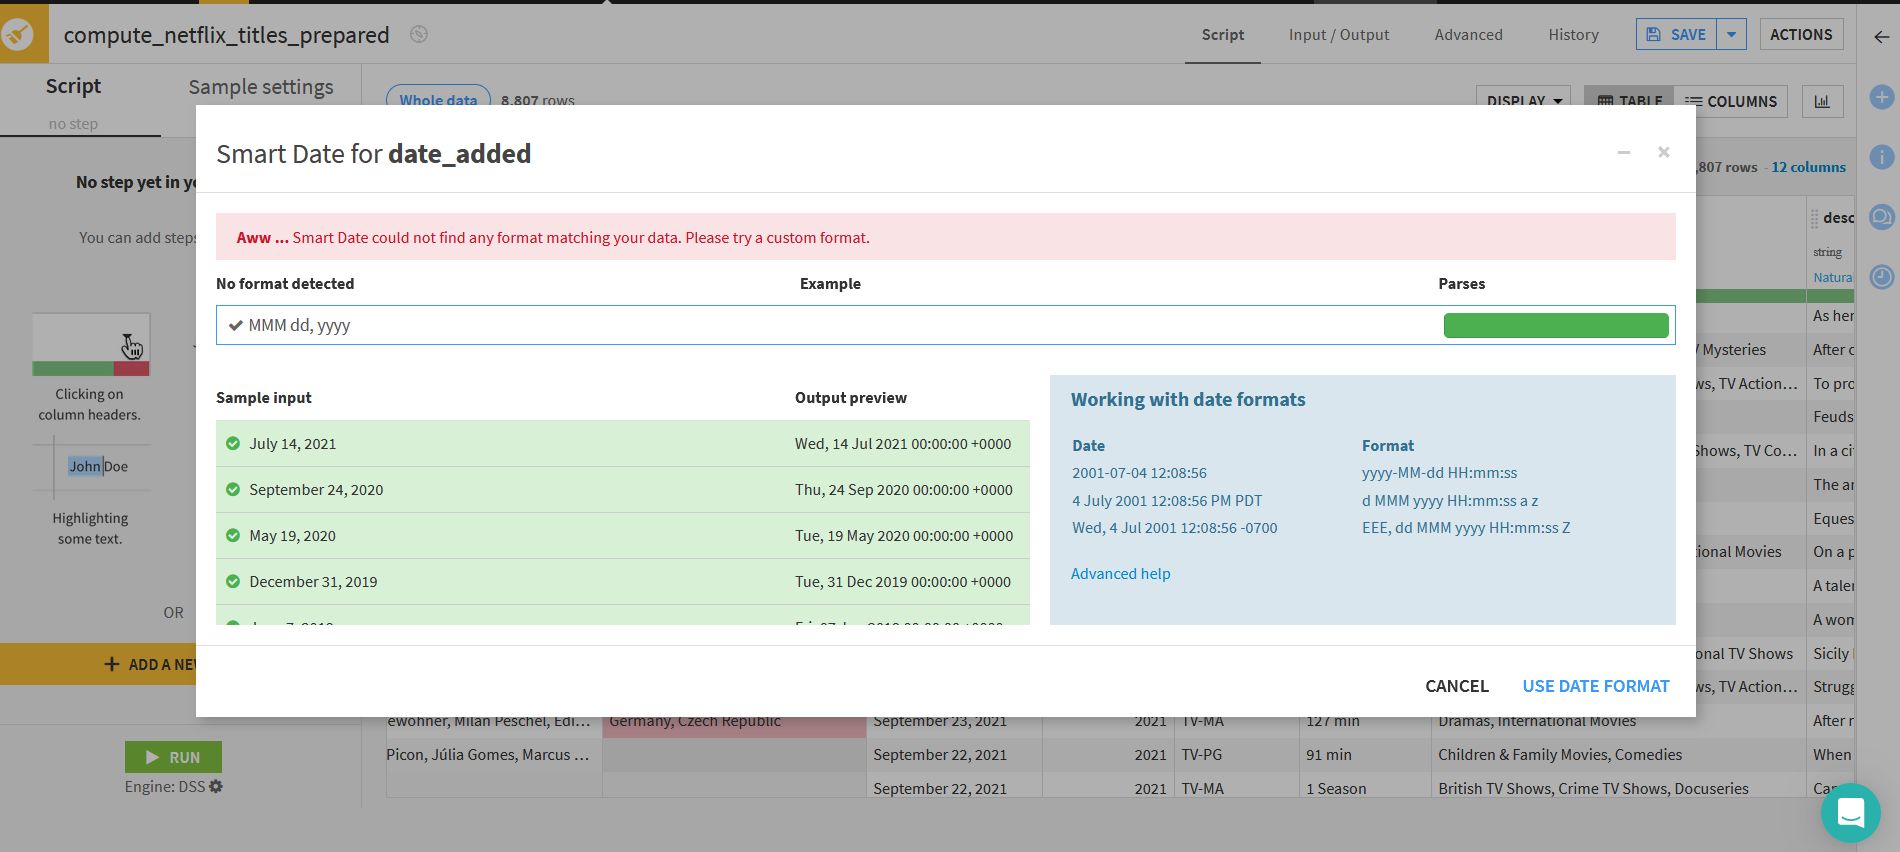 compute_netflix_titles_prepared
Script Input / Output Advanced History SAVE ACTIONS
Script Sample settings
no step
Whole data 8,807 rows
DISPLAY TABLE COLUMNS
Smart Date for date_added
,807 rows - 12 columns
No step yet in yo
You can add steps
Aww ... Smart Date could not find any format matching your data. Please try a custom format.
No format detected Example Parses
MMM dd, yyyy
Sample input Output preview
July 14, 2021 Wed, 14 Jul 2021 00:00:00 +0000
September 24, 2020 Thu, 24 Sep 2020 00:00:00 +0000
May 19, 2020 Tue, 19 May 2020 00:00:00 +0000
December 31, 2019 Tue, 31 Dec 2019 00:00:00 +0000
Working with date formats
Date Format
2001-07-04 12:08:56 yyyy-MM-dd HH:mm:ss
4 July 2001 12:08:56 PM PDT d MMM yyyy HH:mm:ss a z
Wed, 4 Jul 2001 12:08:56 -0700 EEE, dd MMM yyyy HH:mm:ss Z
Advanced help
CANCEL USE DATE FORMAT
Clicking on
column headers.
John Doe
Highlighting
some text.
OR
ADD A NE
RUN
Engine: DSS
desc
string
Natura
As her
Mysteries After c
ws, TV Action... To pro
Feuds
Shows, TV Co... In a ci
The ar
Eques
ional Movies On a p
A taler
A wom
onal TV Shows Sicily
ws, TV Action... Strugg
ewohner, Milan Peschel, Edi... Germany, Czech Republic September 23, 2021 2021 TV-MA 127 min Dramas, International Movies After r
Picon, Júlia Gomes, Marcus ... September 22, 2021 2021 TV-PG 91 min Children & Family Movies, Comedies When
September 22, 2021 2021 TV-MA 1 Season British TV Shows, Crime TV Shows, Docuseries